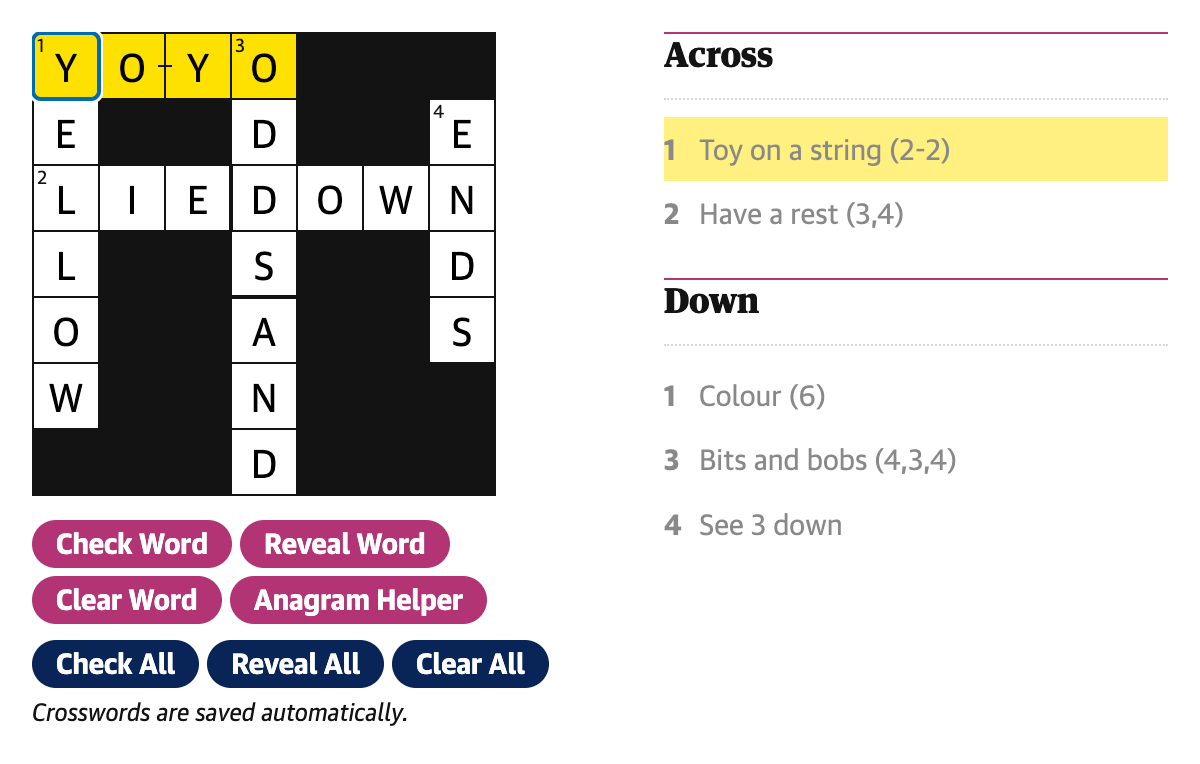 1 Y O - Y 3 O
E D 4 E
2 L I E D O W N
L S D
O A S
W N
D
Check Word Reveal Word
Clear Word Anagram Helper
Check All Reveal All Clear All
Crosswords are saved automatically.
Across
1 Toy on a string (2-2)
2 Have a rest (3,4)
Down
1 Colour (6)
3 Bits and bobs (4,3,4)
4 See 3 down